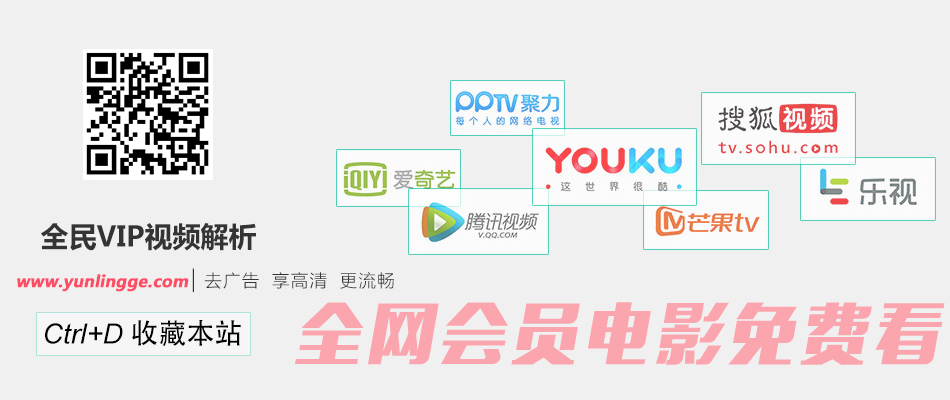 PPTV聚力
每个人的网络电视
搜狐视频
tv.sohu.com
YOUKU
这世界很酷
iQIYI 爱奇艺
乐视
腾讯视频
V.QQ.COM
芒果tv
全民VIP视频解析
www.yunlingge.com 去广告 享高清 更流畅
Ctrl+D 收藏本站
全网会员电影免费看